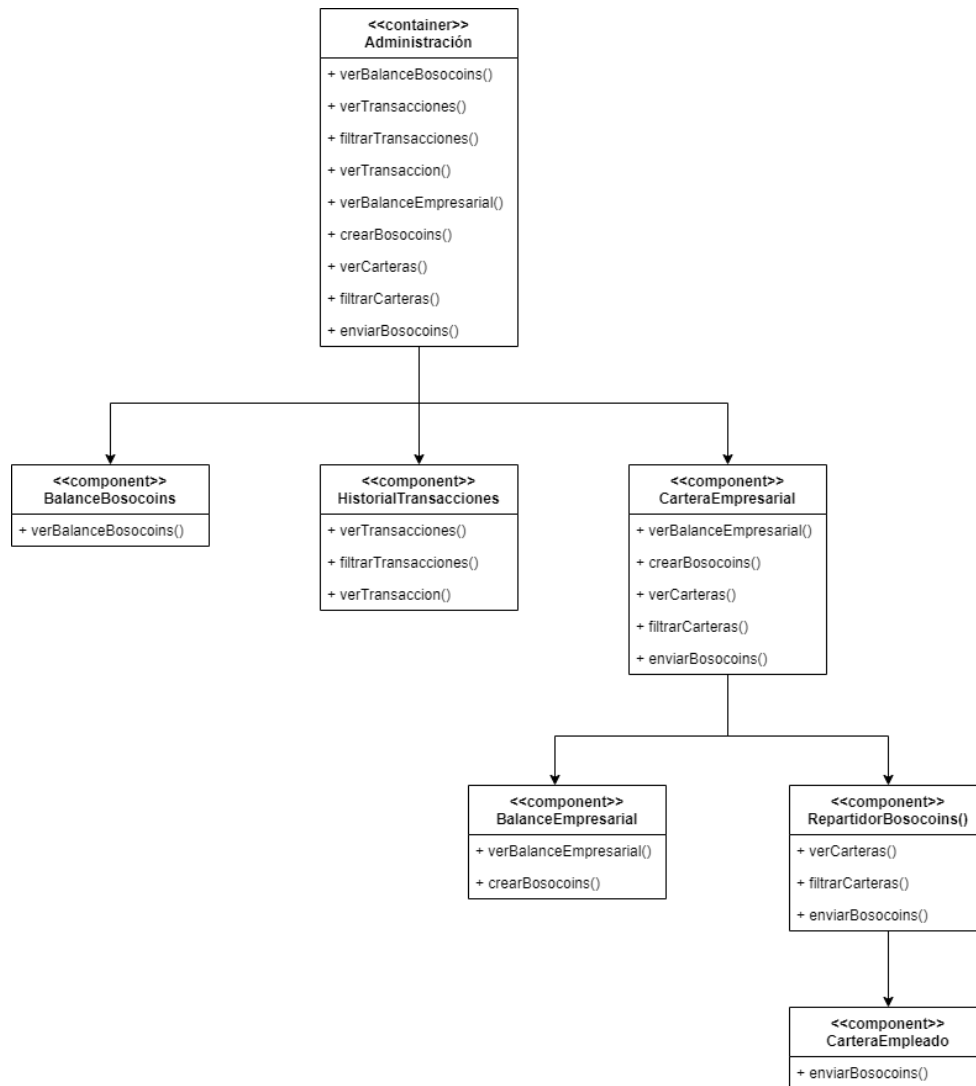 <<container>>
Administración
+ verBalanceBosocoins()
+ verTransacciones()
+ filtrarTransacciones()
+ verTransaccion()
+ verBalanceEmpresarial()
+ crearBosocoins()
+ verCarteras()
+ filtrarCarteras()
+ enviarBosocoins()
<<component>>
BalanceBosocoins
+ verBalanceBosocoins()
<<component>>
HistorialTransacciones
+ verTransacciones()
+ filtrarTransacciones()
+ verTransaccion()
<<component>>
CarteraEmpresarial
+ verBalanceEmpresarial()
+ crearBosocoins()
+ verCarteras()
+ filtrarCarteras()
+ enviarBosocoins()
<<component>>
BalanceEmpresarial
+ verBalanceEmpresarial()
+ crearBosocoins()
<<component>>
RepartidorBosocoins()
+ verCarteras()
+ filtrarCarteras()
+ enviarBosocoins()
<<component>>
CarteraEmpleado
+ enviarBosocoins()